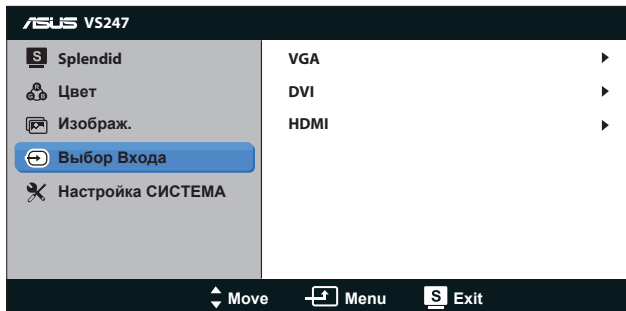 ASUS VS247
S Splendid
Цвет
Изображ.
Выбор Входа
Настройка СИСТЕМА
VGA
DVI
HDMI
Move Menu S Exit